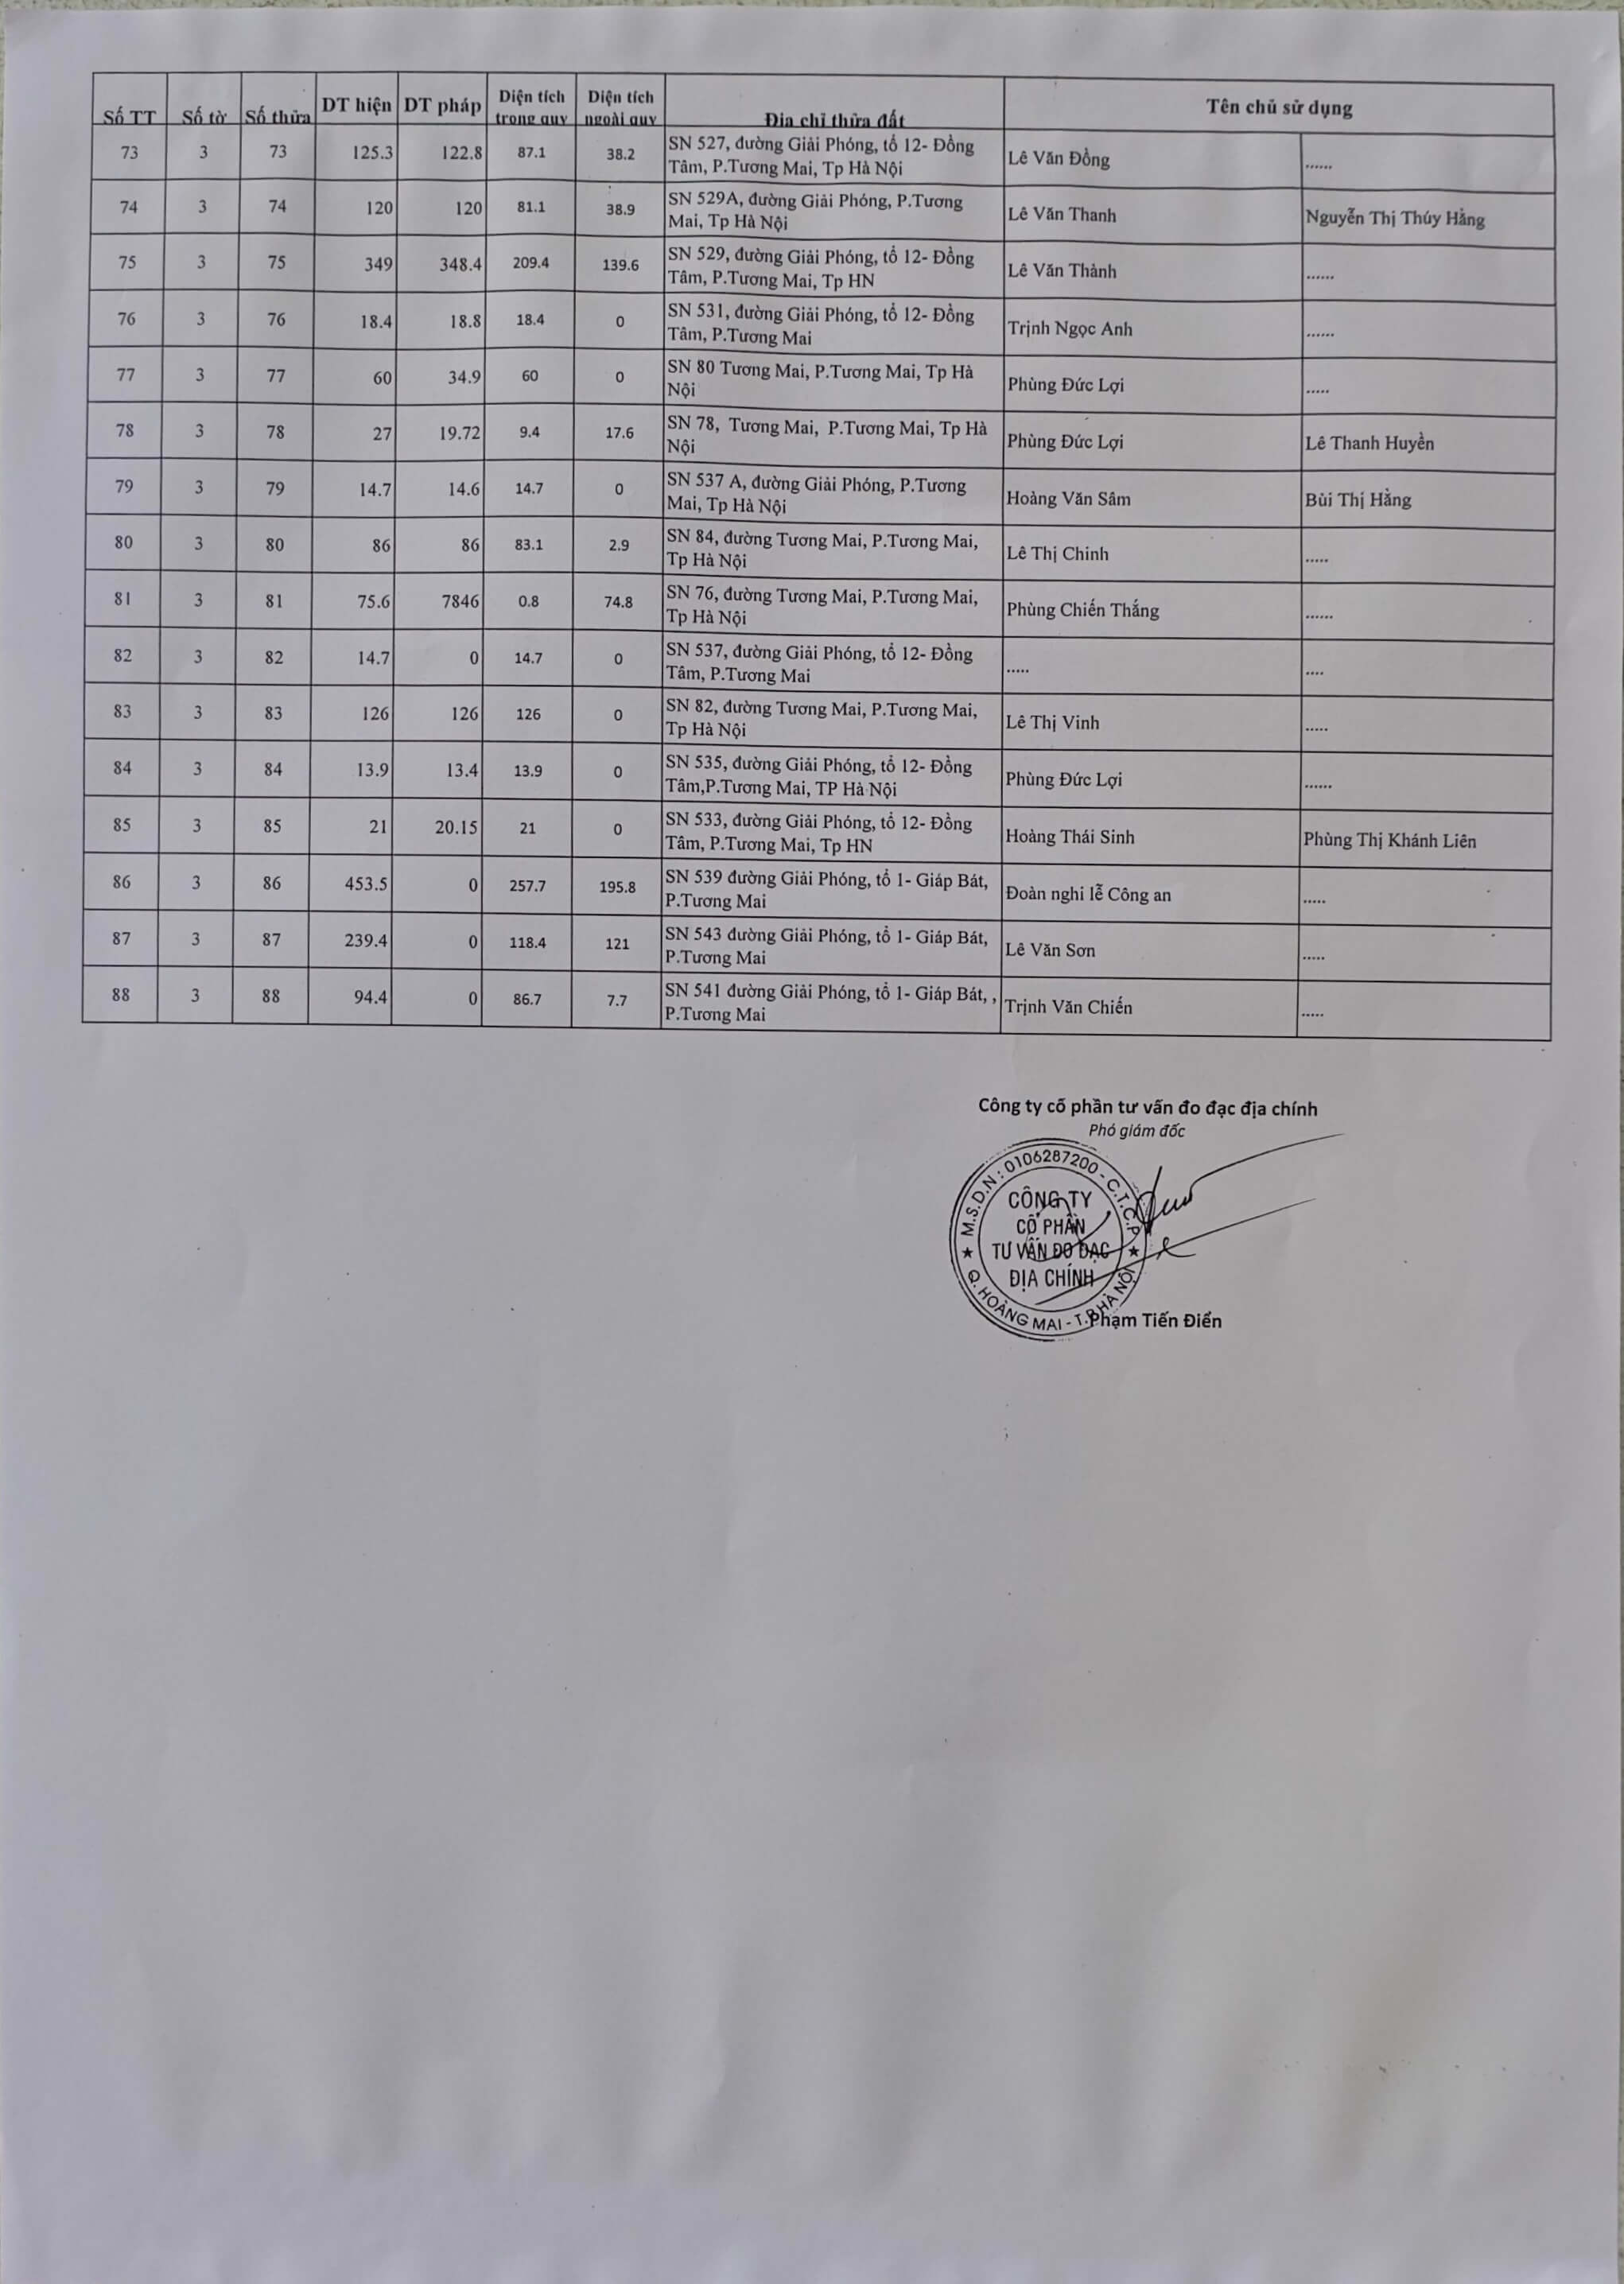 Số TT Số tờ Số thửa DT hiện DT pháp Diện tích trong quy Diện tích ngoài quy Địa chỉ thửa đất Tên chủ sử dụng
73 3 73 125.3 122.8 87.1 38.2 SN 527, đường Giải Phóng, tổ 12- Đồng Lê Văn Đồng ......
Tâm, P.Tương Mai, Tp Hà Nội
74 3 74 120 120 81.1 38.9 SN 529A, đường Giải Phóng, P.Tương Lê Văn Thanh Nguyễn Thị Thúy Hằng
Mai, Tp Hà Nội
75 3 75 349 348.4 209.4 139.6 SN 529, đường Giải Phóng, tổ 12- Đồng Lê Văn Thành ......
Tâm, P.Tương Mai, Tp HN
76 3 76 18.4 18.8 18.4 0 SN 531, đường Giải Phóng, tổ 12- Đồng Trịnh Ngọc Anh ......
Tâm, P.Tương Mai
77 3 77 60 34.9 60 0 SN 80 Tương Mai, P.Tương Mai, Tp Hà Phùng Đức Lợi .....
Nội
78 3 78 27 19.72 9.4 17.6 SN 78, Tương Mai, P.Tương Mai, Tp Hà Phùng Đức Lợi Lê Thanh Huyền
Nội
79 3 79 14.7 14.6 14.7 0 SN 537 A, đường Giải Phóng, P.Tương Hoàng Văn Sâm Bùi Thị Hằng
Mai, Tp Hà Nội
80 3 80 86 86 83.1 2.9 SN 84, đường Tương Mai, P.Tương Mai, Lê Thị Chinh .....
Tp Hà Nội
81 3 81 75.6 7846 0.8 74.8 SN 76, đường Tương Mai, P.Tương Mai, Phùng Chiến Thắng ......
Tp Hà Nội
82 3 82 14.7 0 14.7 0 SN 537, đường Giải Phóng, tổ 12- Đồng ..... ....
Tâm, P.Tương Mai
83 3 83 126 126 126 0 SN 82, đường Tương Mai, P.Tương Mai, Lê Thị Vinh .....
Tp Hà Nội
84 3 84 13.9 13.4 13.9 0 SN 535, đường Giải Phóng, tổ 12- Đồng Phùng Đức Lợi ......
Tâm,P.Tương Mai, TP Hà Nội
85 3 85 21 20.15 21 0 SN 533, đường Giải Phóng, tổ 12- Đồng Hoàng Thái Sinh Phùng Thị Khánh Liên
Tâm, P.Tương Mai, Tp HN
86 3 86 453.5 0 257.7 195.8 SN 539 đường Giải Phóng, tổ 1- Giáp Bát, Đoàn nghi lễ Công an .....
P.Tương Mai
87 3 87 239.4 0 118.4 121 SN 543 đường Giải Phóng, tổ 1- Giáp Bát, Lê Văn Sơn .....
P.Tương Mai
88 3 88 94.4 0 86.7 7.7 SN 541 đường Giải Phóng, tổ 1- Giáp Bát, , Trịnh Văn Chiến .....
P.Tương Mai
Công ty cổ phần tư vấn đo đạc địa chính
Phó giám đốc
M.S.D.N: 0106287200 - C.T.C.P
CÔNG TY
CỔ PHẦN
TƯ VẤN ĐO ĐẠC
ĐỊA CHÍNH
Q. HOÀNG MAI - T.P HÀ NỘI
Phạm Tiến Điển